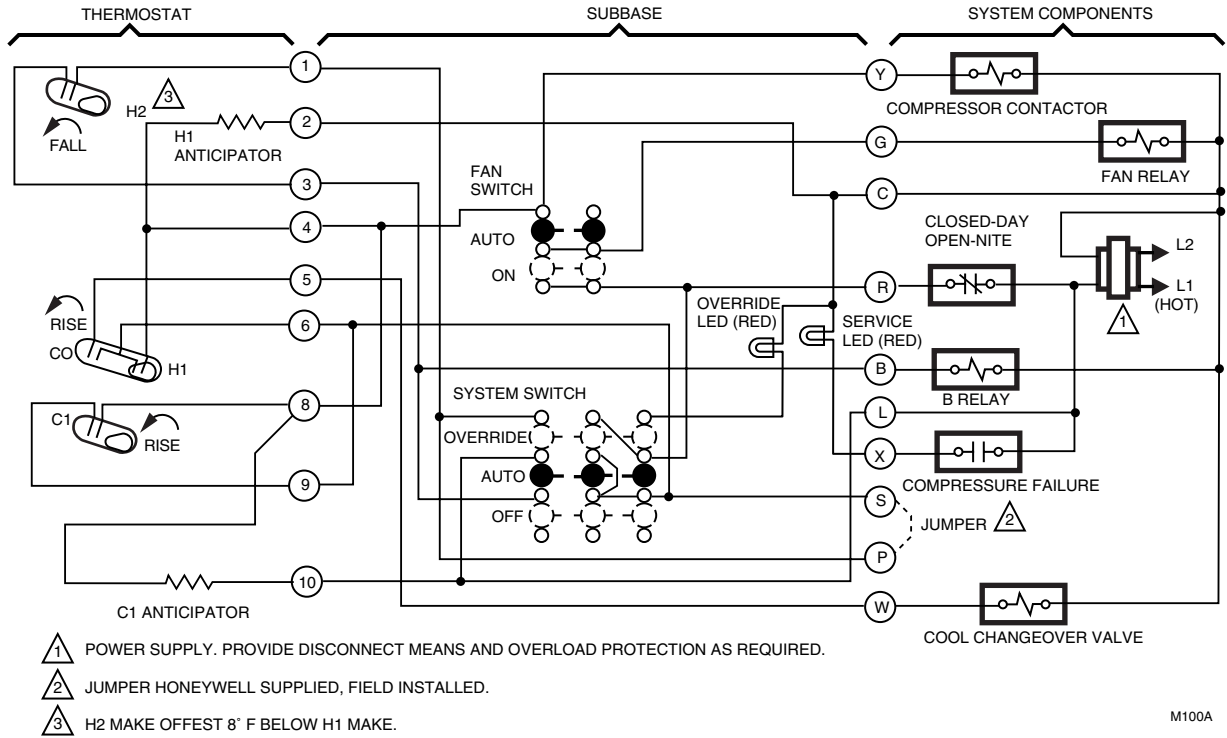 THERMOSTAT
SUBBASE
SYSTEM COMPONENTS
1
Y
COMPRESSOR CONTACTOR
3
H2
FALL
H1
ANTICIPATOR
2
G
FAN RELAY
FAN
SWITCH
3
C
4
AUTO
ON
CLOSED-DAY
OPEN-NITE
L2
L1
(HOT)
1
5
R
RISE
CO
H1
6
OVERRIDE
LED (RED)
SERVICE
LED (RED)
B
B RELAY
SYSTEM SWITCH
C1
RISE
8
L
OVERRIDE
X
COMPRESSURE FAILURE
AUTO
9
S
OFF
JUMPER
2
P
10
C1 ANTICIPATOR
W
COOL CHANGEOVER VALVE
1 POWER SUPPLY. PROVIDE DISCONNECT MEANS AND OVERLOAD PROTECTION AS REQUIRED.
2 JUMPER HONEYWELL SUPPLIED, FIELD INSTALLED.
3 H2 MAKE OFFEST 8° F BELOW H1 MAKE.
M100A